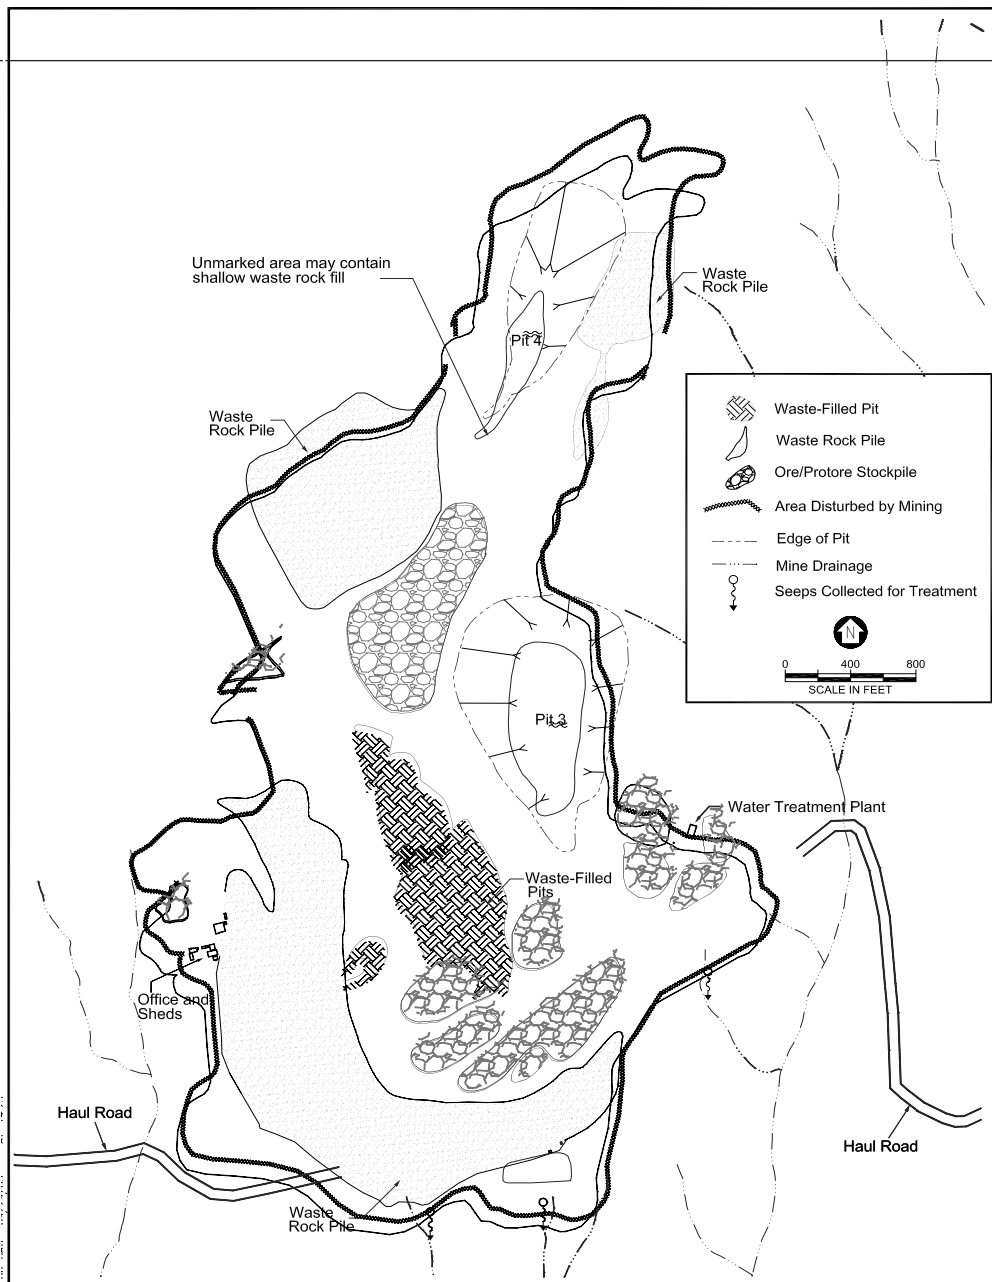 Unmarked area may contain
shallow waste rock fill
Waste
Rock Pile
Pit 4
Waste
Rock Pile
Waste-Filled Pit
Waste Rock Pile
Ore/Protore Stockpile
Area Disturbed by Mining
Edge of Pit
Mine Drainage
Seeps Collected for Treatment
N
0 400 800
SCALE IN FEET
Pit 3
Water Treatment Plant
Waste-Filled
Pits
Office and
Sheds
Haul Road
Haul Road
Waste
Rock Pile